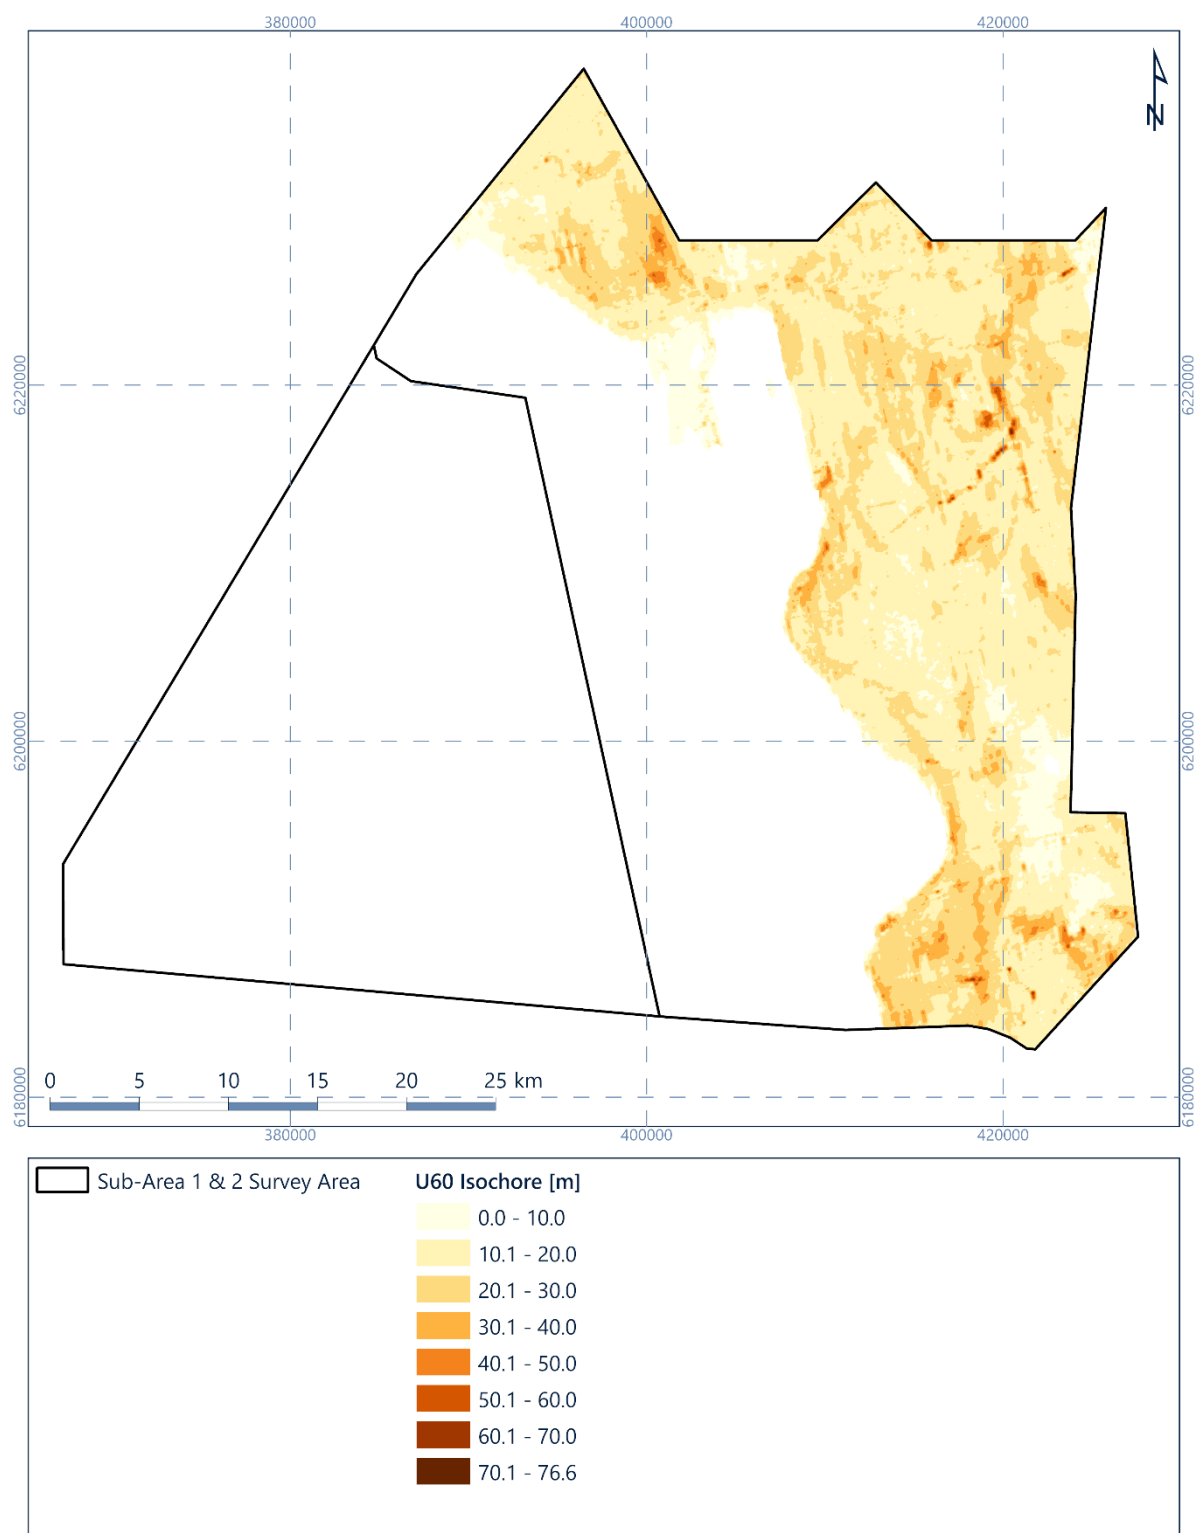 380000 400000 420000
N
6220000 6220000
6200000 6200000
6180000 6180000
0 5 10 15 20 25 km
380000 400000 420000
Sub-Area 1 & 2 Survey Area
U60 Isochore [m]
0.0 - 10.0
10.1 - 20.0
20.1 - 30.0
30.1 - 40.0
40.1 - 50.0
50.1 - 60.0
60.1 - 70.0
70.1 - 76.6